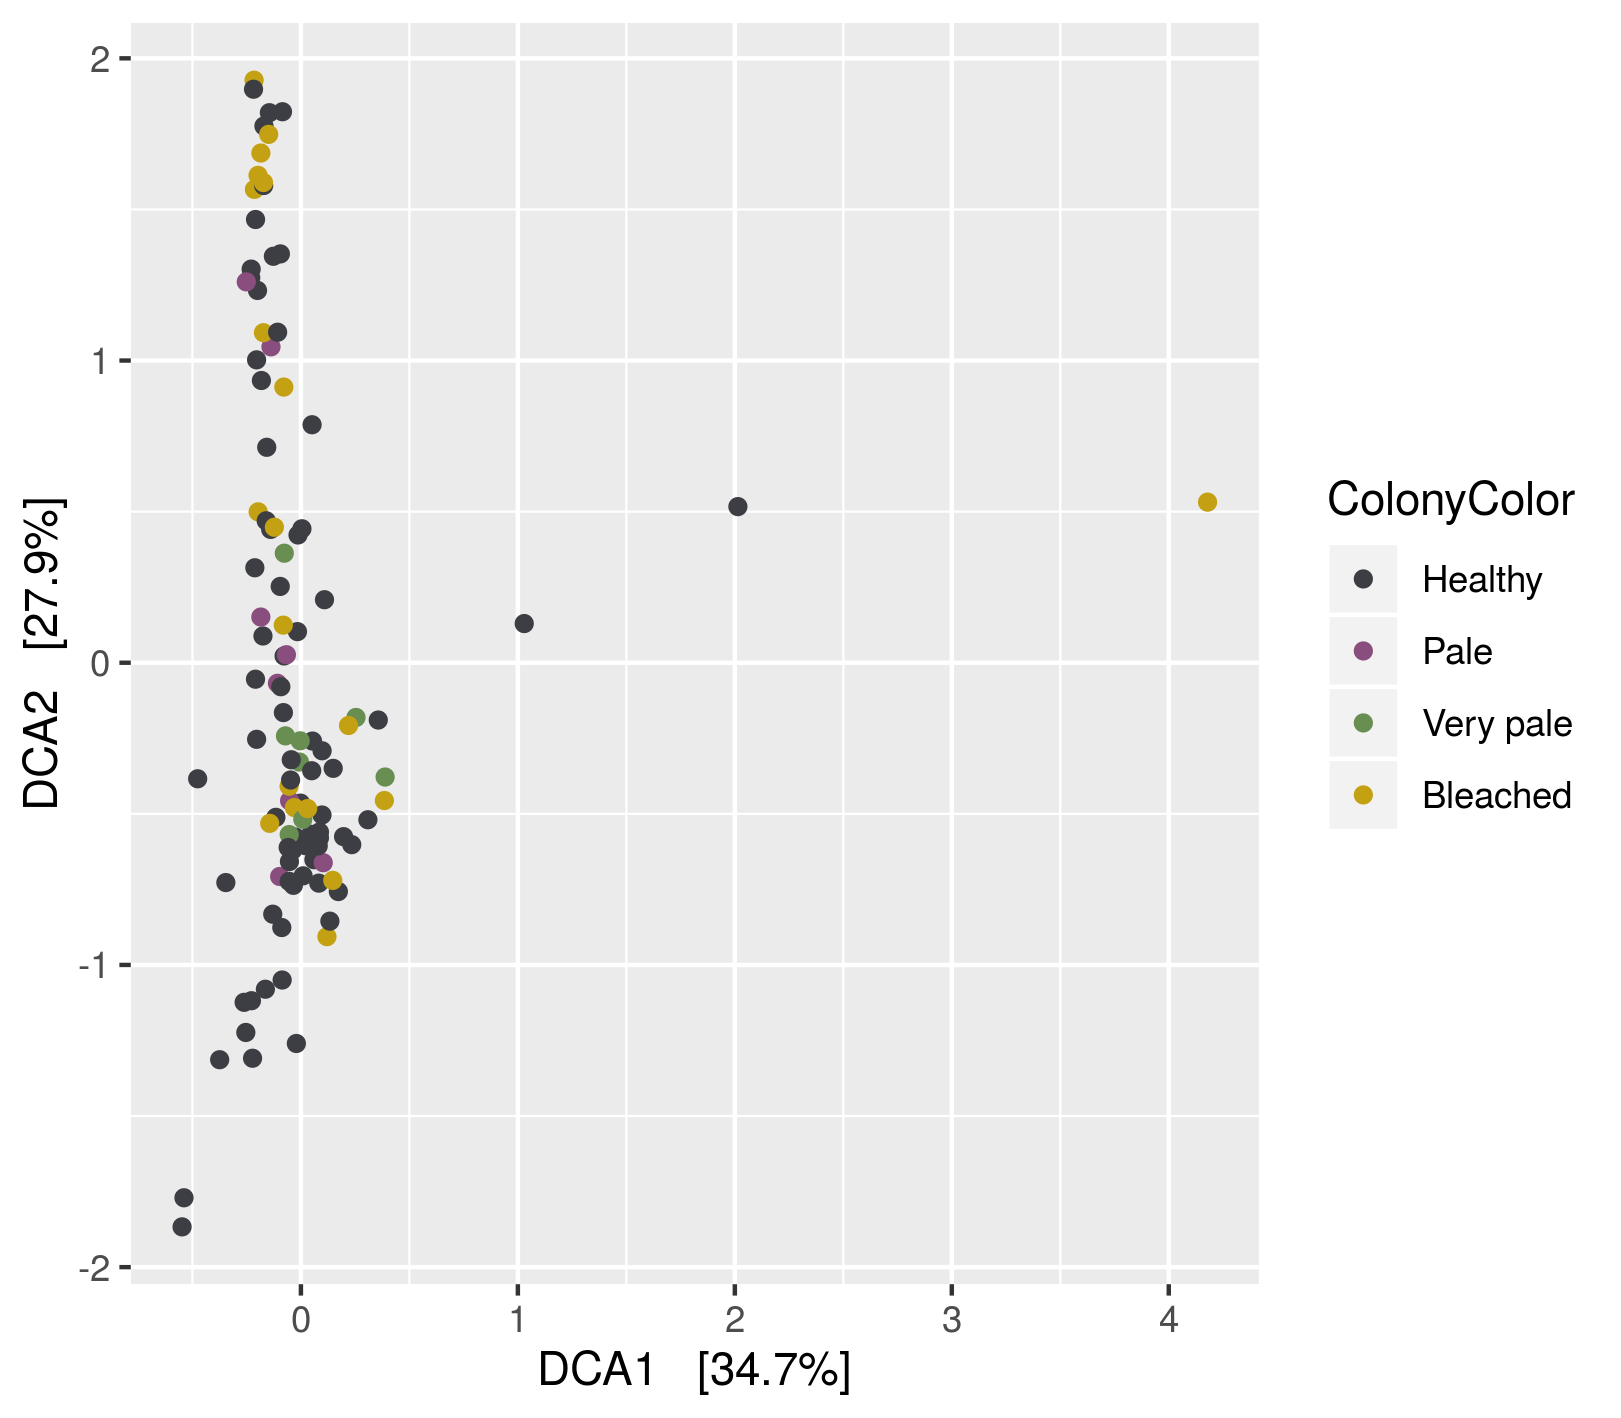 2
1
0
-1
-2
DCA2 [27.9%]
0 1 2 3 4
DCA1 [34.7%]
ColonyColor
Healthy
Pale
Very pale
Bleached